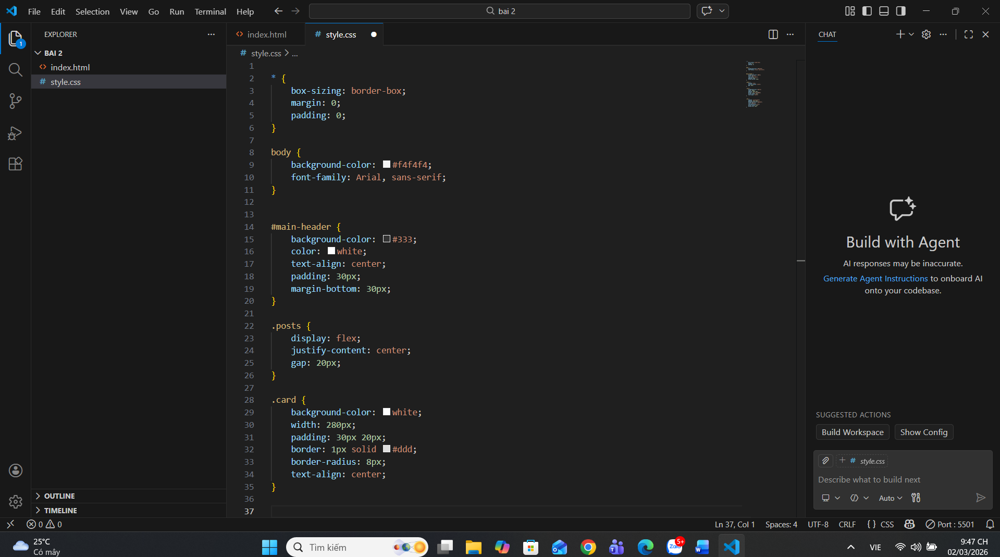 File Edit Selection View Go Run Terminal Help
bai 2
EXPLORER
1
BAI 2
<> index.html
# style.css
OUTLINE
TIMELINE
<> index.html
# style.css
# style.css > ...
1
2 * {
3 box-sizing: border-box;
4 margin: 0;
5 padding: 0;
6 }
7
8 body {
9 background-color: #f4f4f4;
10 font-family: Arial, sans-serif;
11 }
12
13
14 #main-header {
15 background-color: #333;
16 color: white;
17 text-align: center;
18 padding: 30px;
19 margin-bottom: 30px;
20 }
21
22 .posts {
23 display: flex;
24 justify-content: center;
25 gap: 20px;
26 }
27
28 .card {
29 background-color: white;
30 width: 280px;
31 padding: 30px 20px;
32 border: 1px solid #ddd;
33 border-radius: 8px;
34 text-align: center;
35 }
36
37
CHAT
Build with Agent
AI responses may be inaccurate.
Generate Agent Instructions to onboard AI
onto your codebase.
SUGGESTED ACTIONS
Build Workspace
Show Config
+ # style.css
Describe what to build next
Auto
0 0
Ln 37, Col 1 Spaces: 4 UTF-8 CRLF { } CSS Port : 5501
25°C
Có mây
Tìm kiếm
5+
Zalo
VIE
9:47 CH
02/03/2026